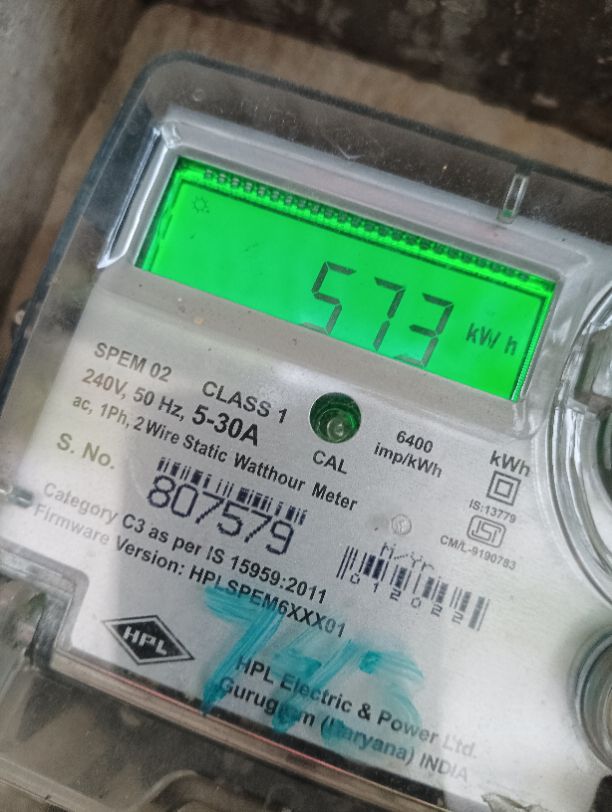 573 kWh
SPEM 02 CLASS 1
240V, 50 Hz, 5-30A
ac, 1Ph, 2 Wire Static Watthour Meter
CAL
6400
imp/kWh
kWh
IS:13779
CM/L-9190783
S. No.
807579
M/Yr
012022
Category C3 as per IS 15959:2011
Firmware Version: HPLSPEM6XXX01
HPL
HPL Electric & Power Ltd.
Gurugram (Haryana) INDIA